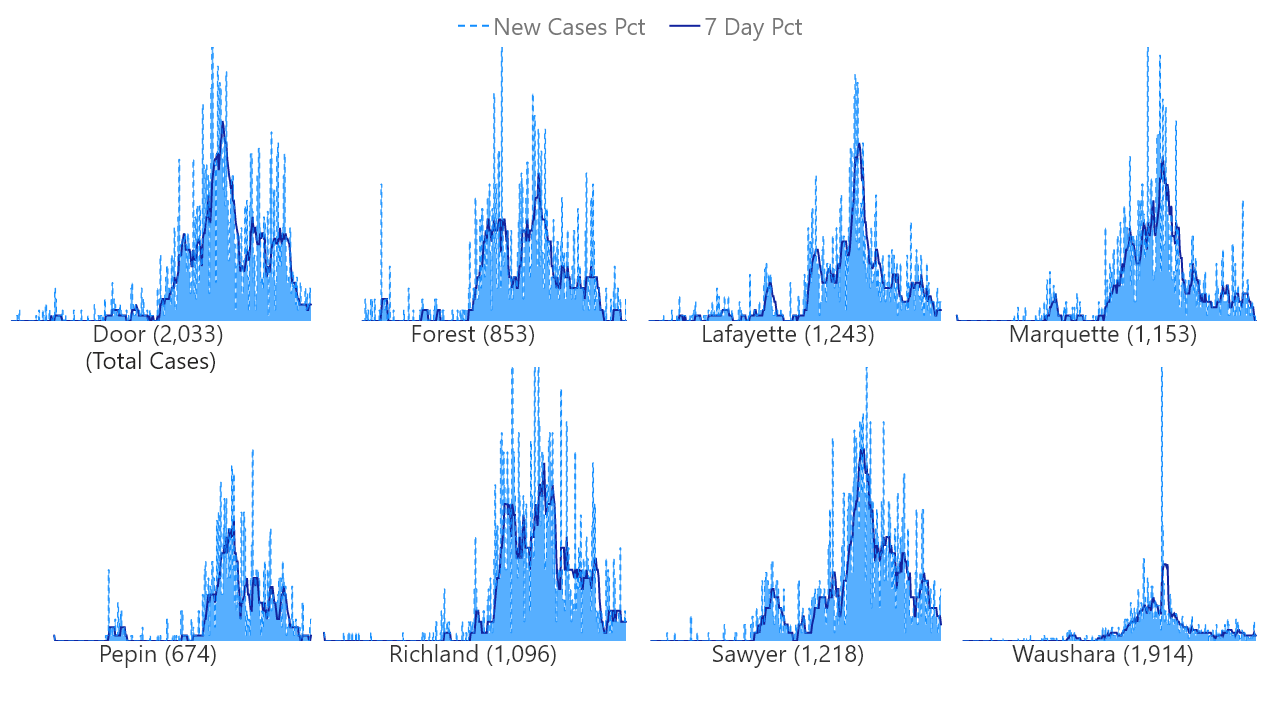 New Cases Pct 7 Day Pct
Door (2,033) Forest (853) Lafayette (1,243) Marquette (1,153)
(Total Cases)
Pepin (674) Richland (1,096) Sawyer (1,218) Waushara (1,914)